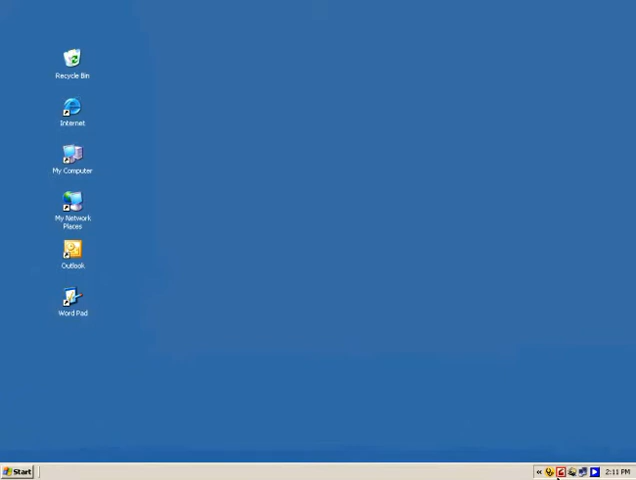 Recycle Bin
Internet
My Computer
My Network
Places
Outlook
Word Pad
Start
2:11 PM